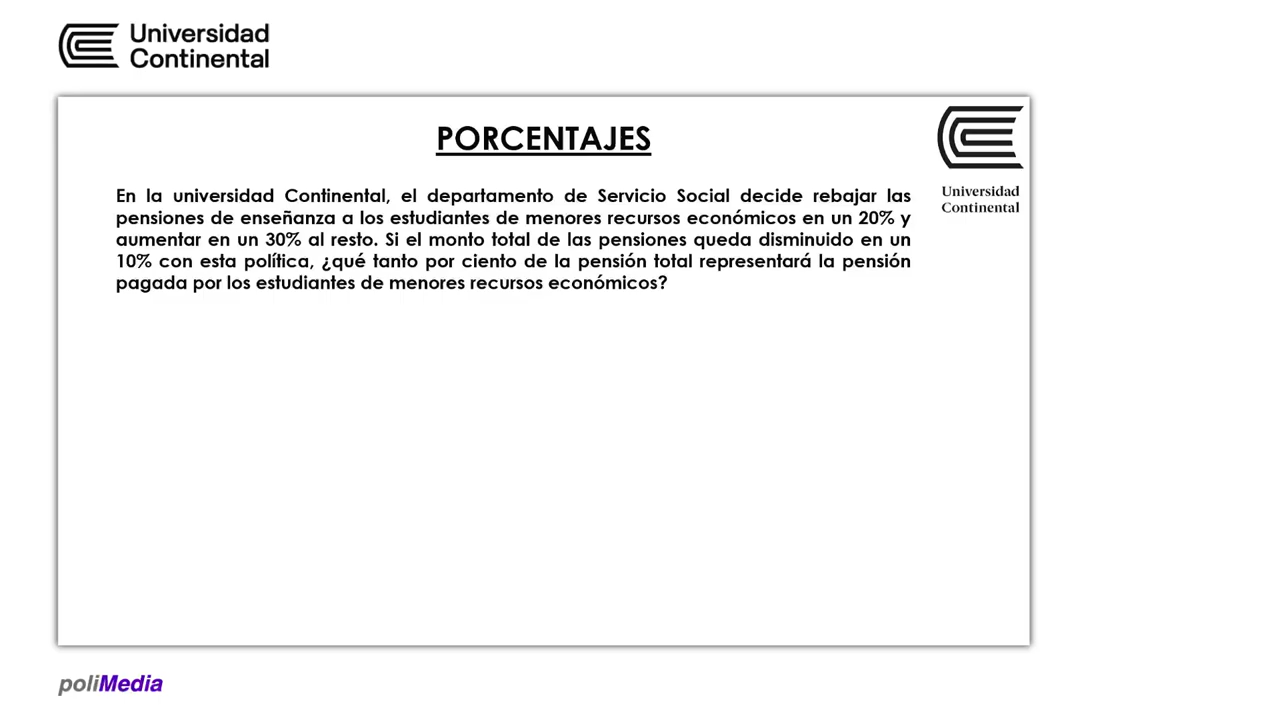 Universidad
Continental
PORCENTAJES
Universidad
Continental
En la universidad Continental, el departamento de Servicio Social decide rebajar las
pensiones de enseñanza a los estudiantes de menores recursos económicos en un 20% y
aumentar en un 30% al resto. Si el monto total de las pensiones queda disminuido en un
10% con esta política, ¿qué tanto por ciento de la pensión total representará la pensión
pagada por los estudiantes de menores recursos económicos?
poliMedia